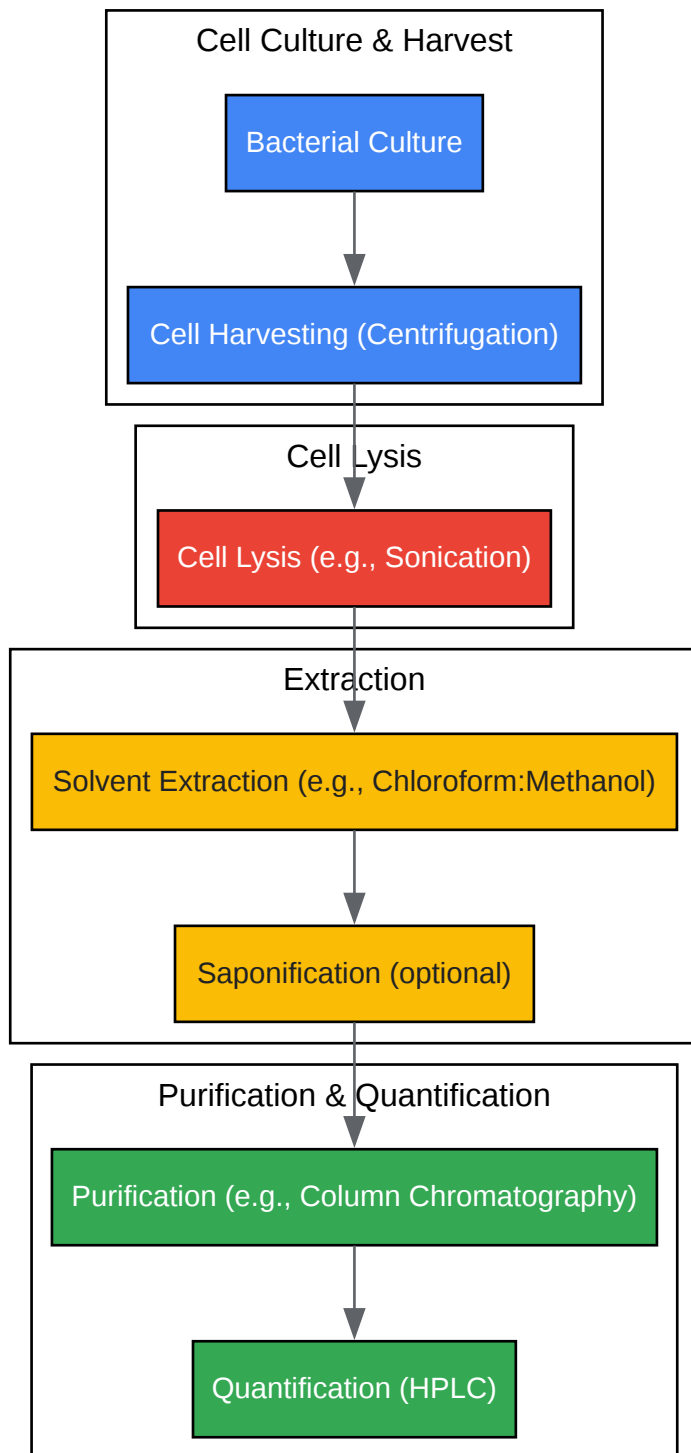 Cell Culture & Harvest
Bacterial Culture
Cell Harvesting (Centrifugation)
Cell Lysis
Cell Lysis (e.g., Sonication)
Extraction
Solvent Extraction (e.g., Chloroform:Methanol)
Saponification (optional)
Purification & Quantification
Purification (e.g., Column Chromatography)
Quantification (HPLC)